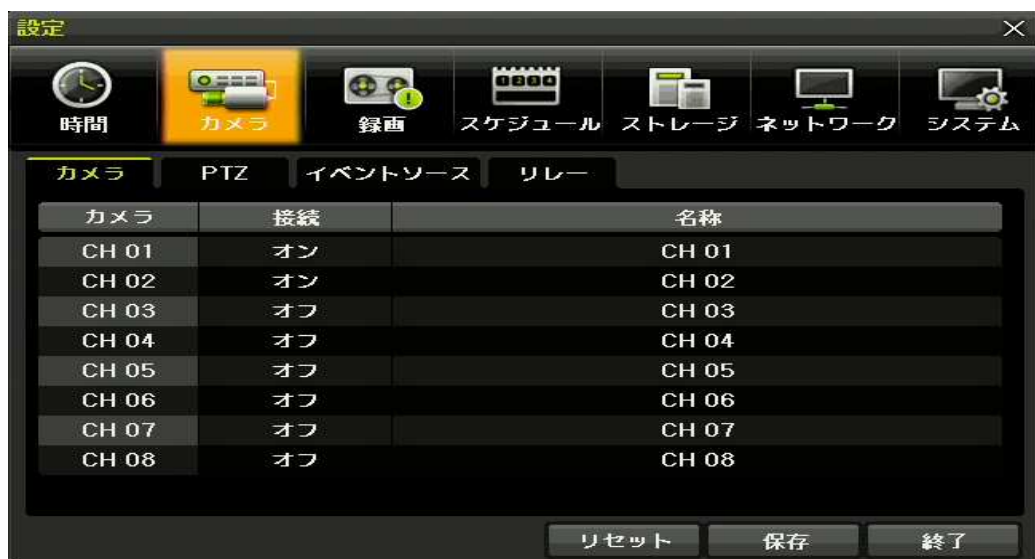 設定
時間 カメラ 録画 スケジュール ストレージ ネットワーク システム
カメラ PTZ イベントソース リレー
カメラ 接続 名称
CH 01 オン CH 01
CH 02 オン CH 02
CH 03 オフ CH 03
CH 04 オフ CH 04
CH 05 オフ CH 05
CH 06 オフ CH 06
CH 07 オフ CH 07
CH 08 オフ CH 08
リセット 保存 終了